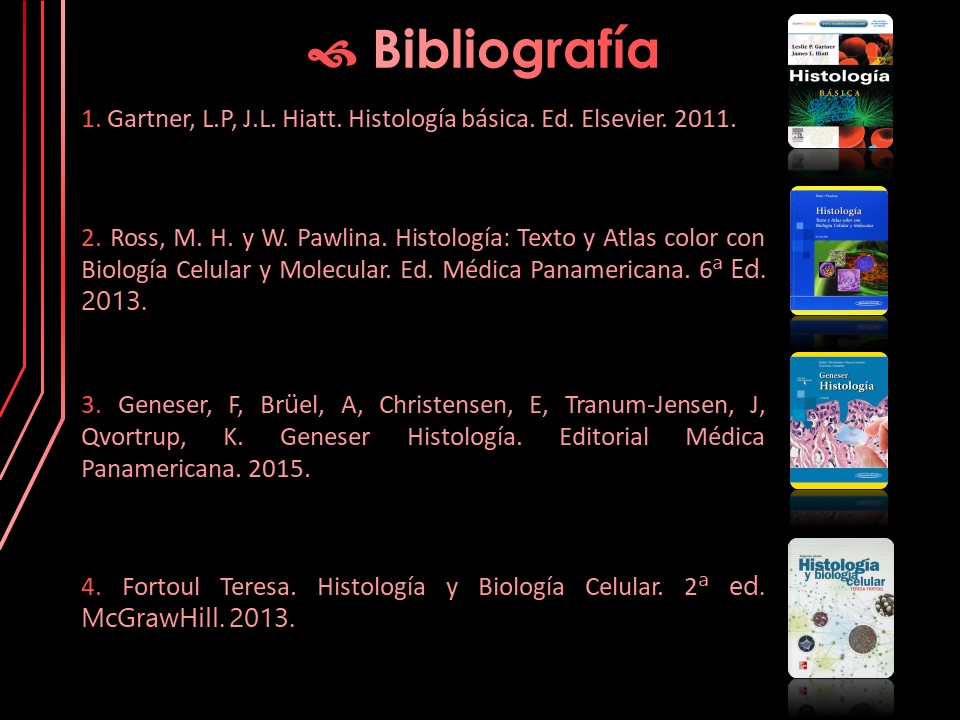 Bibliografía
1. Gartner, L.P, J.L. Hiatt. Histología básica. Ed. Elsevier. 2011.
Leslie P. Gartner
James L. Hiatt
Histología
BÁSICA
2. Ross, M. H. y W. Pawlina. Histología: Texto y Atlas color con
Biología Celular y Molecular. Ed. Médica Panamericana. 6ª Ed.
2013.
Histología
Texto y Atlas color con
Biología Celular y Molecular
3. Geneser, F, Brüel, A, Christensen, E, Tranum-Jensen, J,
Qvortrup, K. Geneser Histología. Editorial Médica
Panamericana. 2015.
Geneser
Histología
4. Fortoul Teresa. Histología y Biología Celular. 2ª ed.
McGrawHill. 2013.
Histología
y biología
celular
TERESA FORTOUL